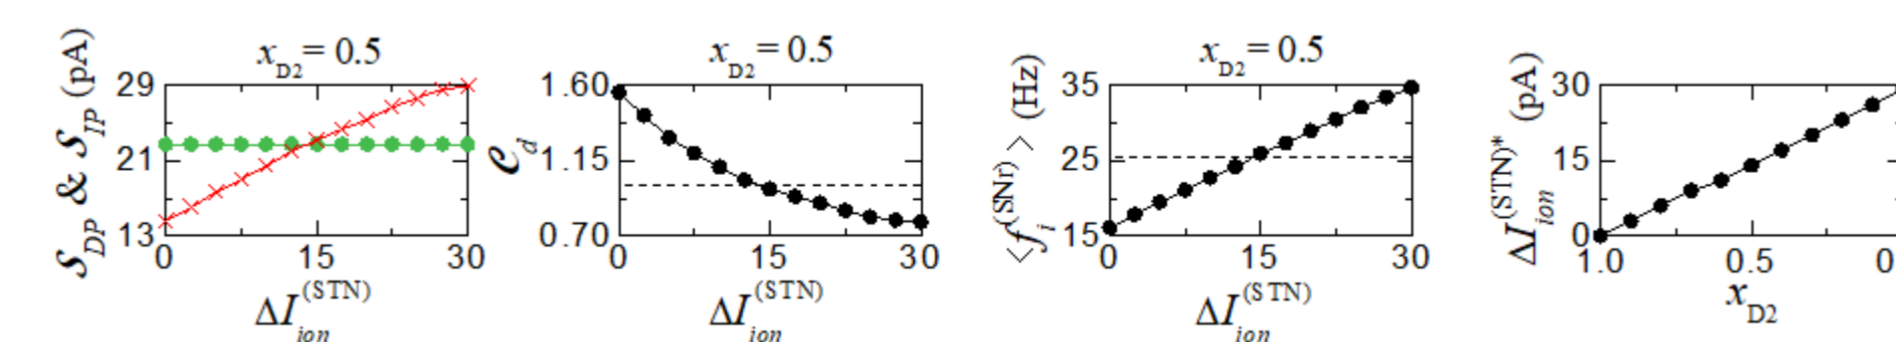 S_DP & S_IP (pA)
x_D2 = 0.5
29
21
13
0 15 30
ΔI_ion^(STN)
C_d
x_D2 = 0.5
1.60
1.15
0.70
0 15 30
ΔI_ion^(STN)
<f_i^(SNr)> (Hz)
x_D2 = 0.5
35
25
15
0 15 30
ΔI_ion^(STN)
ΔI_ion^(STN)* (pA)
30
15
0
1.0 0.5 0
x_D2